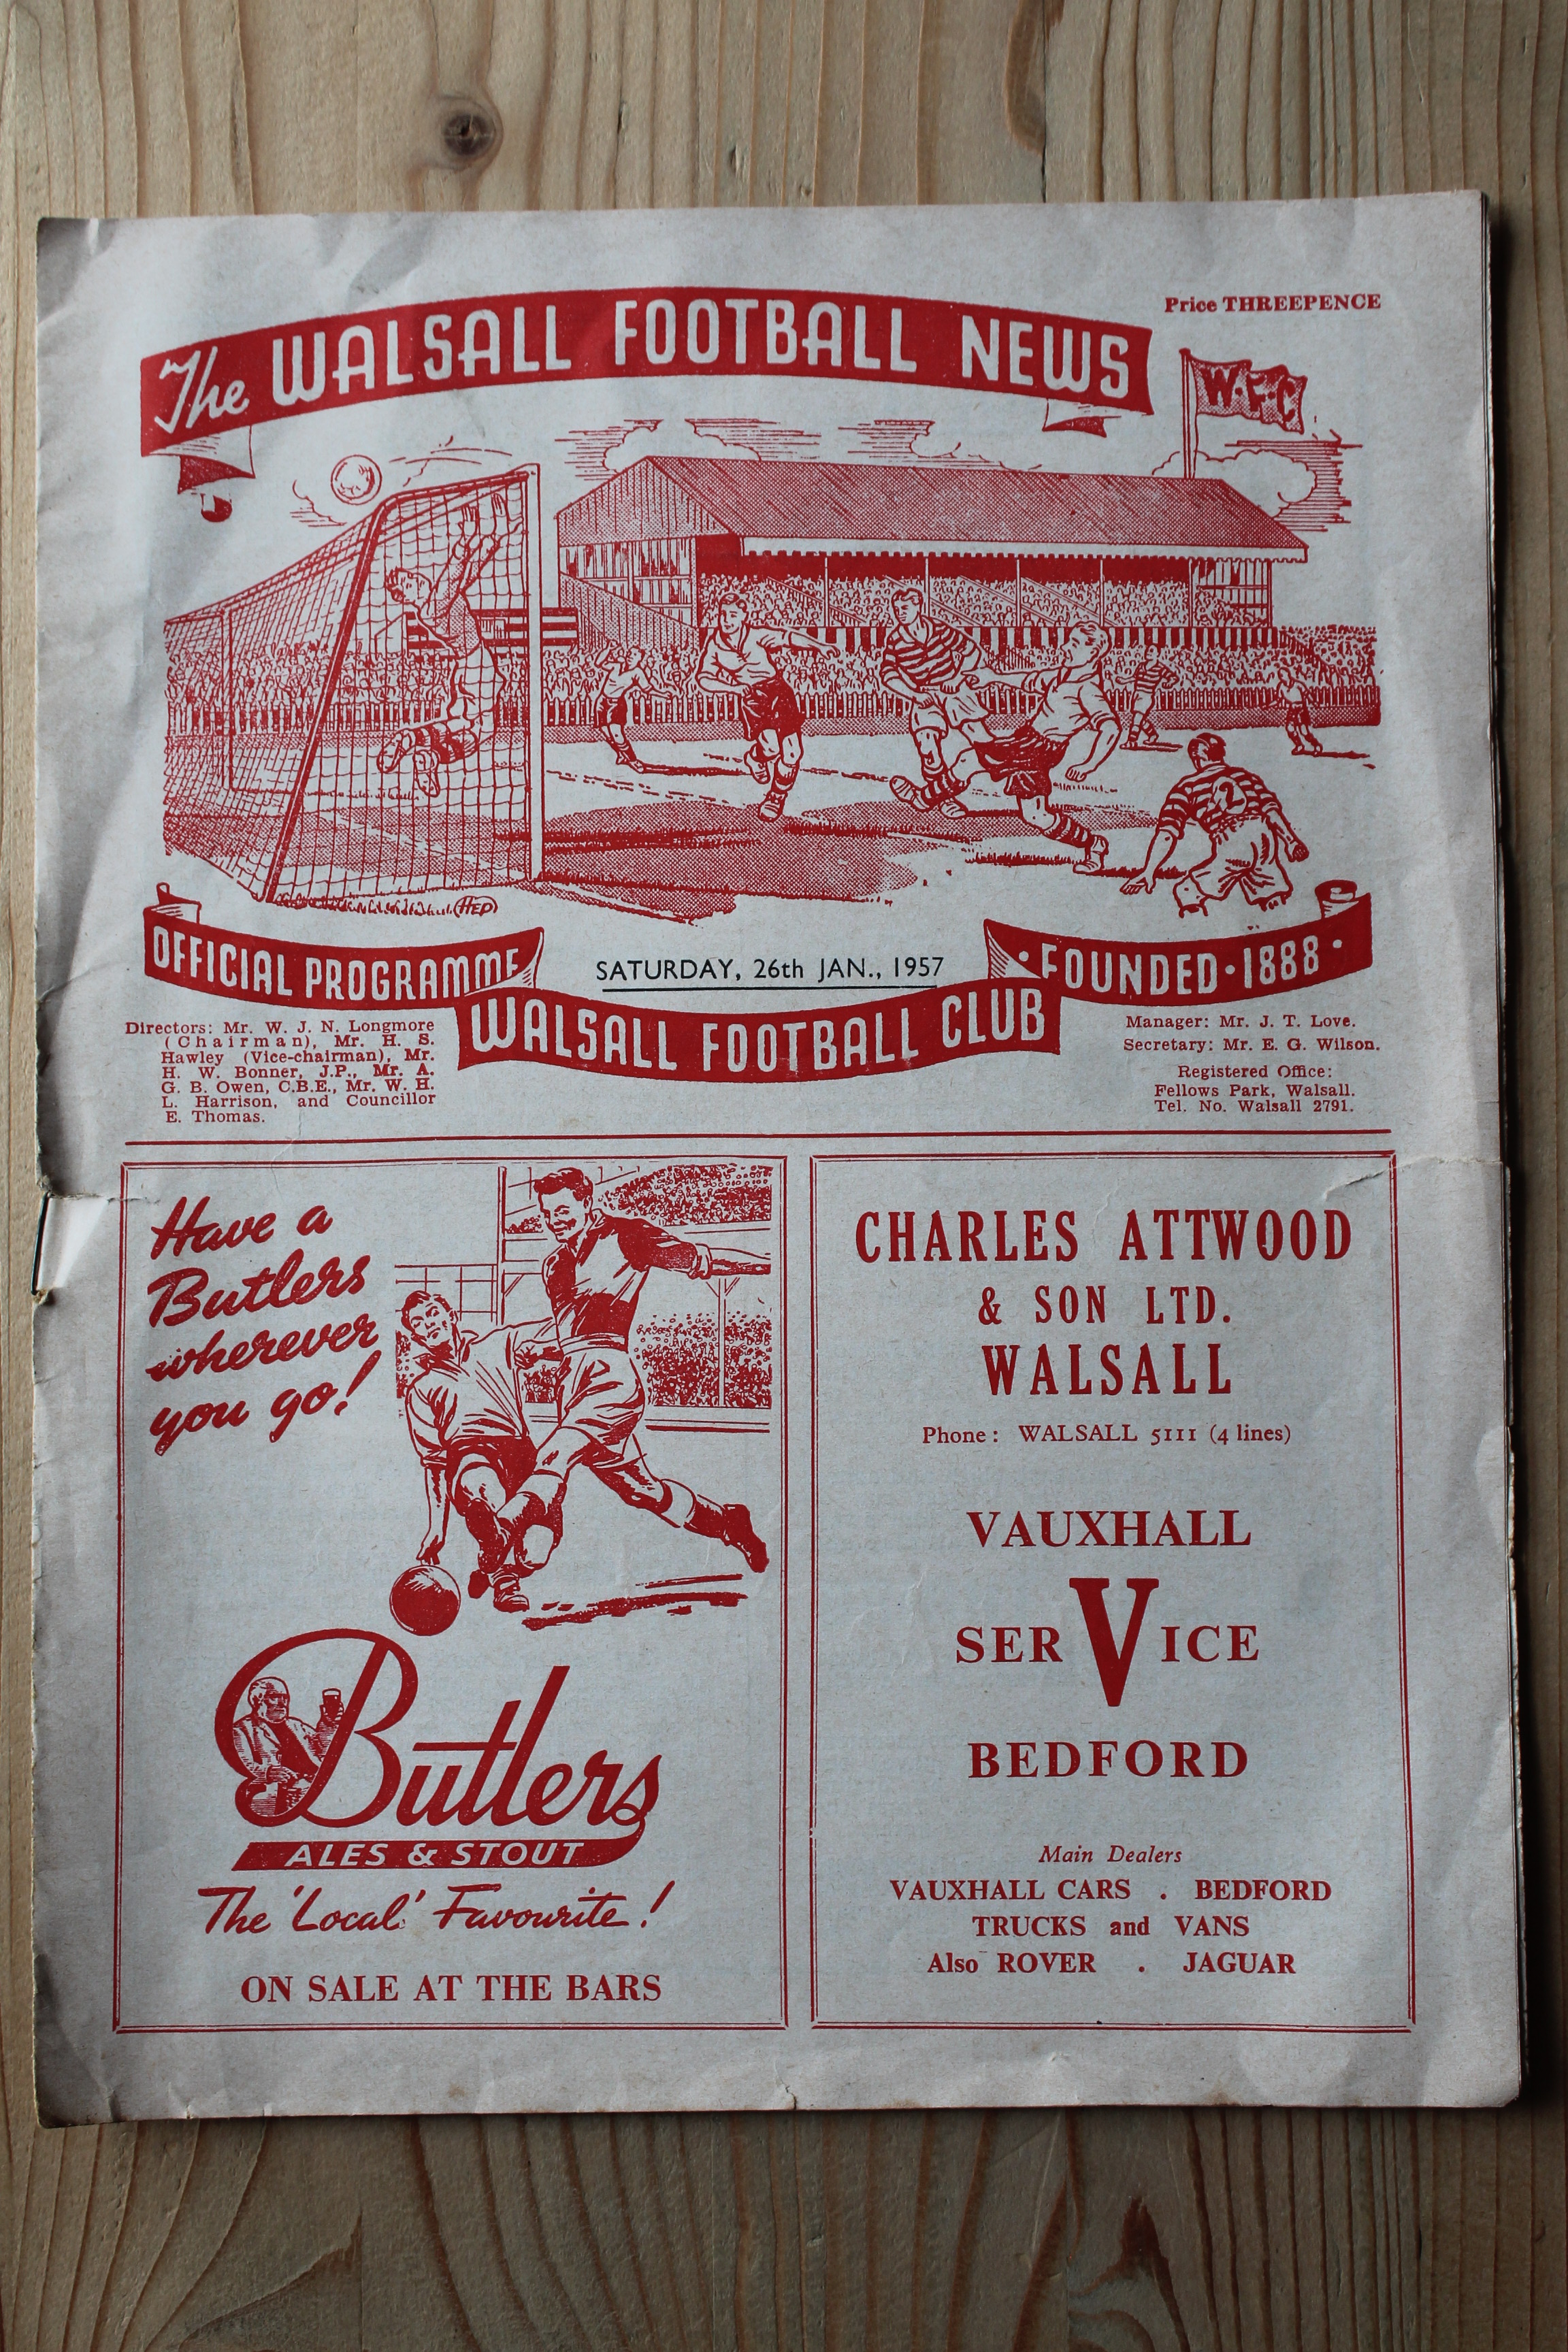 Price THREEPENCE
The WALSALL FOOTBALL NEWS
W.F.C
2
HEP
OFFICIAL PROGRAMME
SATURDAY, 26th JAN., 1957
· FOUNDED · 1888 ·
WALSALL FOOTBALL CLUB
Directors: Mr. W. J. N. Longmore
(Chairman), Mr. H. S.
Hawley (Vice-chairman), Mr.
H. W. Bonner, J.P., Mr. A.
G. B. Owen, C.B.E., Mr. W. H.
L. Harrison, and Councillor
E. Thomas.
Manager: Mr. J. T. Love.
Secretary: Mr. E. G. Wilson.
Registered Office:
Fellows Park, Walsall.
Tel. No. Walsall 2791.
Have a
Butlers
wherever
you go!
Butlers
ALES & STOUT
The 'Local' Favourite!
ON SALE AT THE BARS
CHARLES ATTWOOD
& SON LTD.
WALSALL
Phone: WALSALL 5111 (4 lines)
VAUXHALL
SERVICE
BEDFORD
Main Dealers
VAUXHALL CARS . BEDFORD
TRUCKS and VANS
Also ROVER . JAGUAR